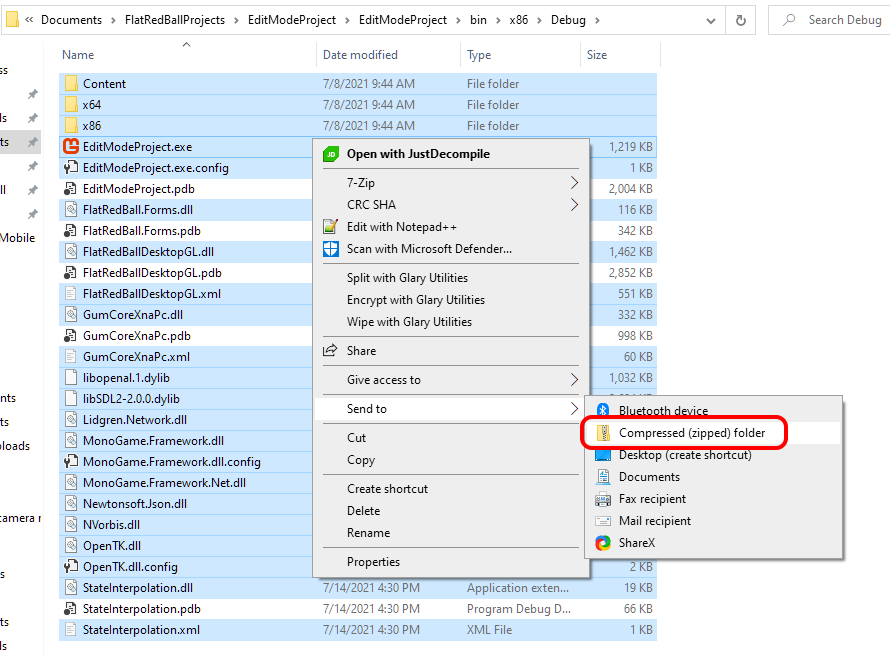 « Documents > FlatRedBallProjects > EditModeProject > EditModeProject > bin > x86 > Debug > Search Debug
Name Date modified Type Size
Content 7/8/2021 9:44 AM File folder
x64 7/8/2021 9:44 AM File folder
x86 7/8/2021 9:44 AM File folder
EditModeProject.exe 1,219 KB
EditModeProject.exe.config 1 KB
EditModeProject.pdb 2,004 KB
FlatRedBall.Forms.dll 116 KB
FlatRedBall.Forms.pdb 342 KB
Mobile
FlatRedBallDesktopGL.dll 1,462 KB
FlatRedBallDesktopGL.pdb 2,852 KB
FlatRedBallDesktopGL.xml 551 KB
GumCoreXnaPc.dll 332 KB
GumCoreXnaPc.pdb 998 KB
GumCoreXnaPc.xml 60 KB
libopenal.1.dylib 1,032 KB
libSDL2-2.0.0.dylib
Lidgren.Network.dll
MonoGame.Framework.dll
MonoGame.Framework.dll.config
MonoGame.Framework.Net.dll
Newtonsoft.Json.dll
NVorbis.dll
OpenTK.dll
OpenTK.dll.config 2 KB
StateInterpolation.dll 7/14/2021 4:30 PM Application exten... 19 KB
StateInterpolation.pdb 7/14/2021 4:30 PM Program Debug D... 66 KB
StateInterpolation.xml 7/14/2021 4:30 PM XML File 1 KB
JD Open with JustDecompile
7-Zip
CRC SHA
Edit with Notepad++
Scan with Microsoft Defender...
Split with Glary Utilities
Encrypt with Glary Utilities
Wipe with Glary Utilities
Share
Give access to
Send to
Cut
Copy
Create shortcut
Delete
Rename
Properties
Bluetooth device
Compressed (zipped) folder
Desktop (create shortcut)
Documents
Fax recipient
Mail recipient
ShareX